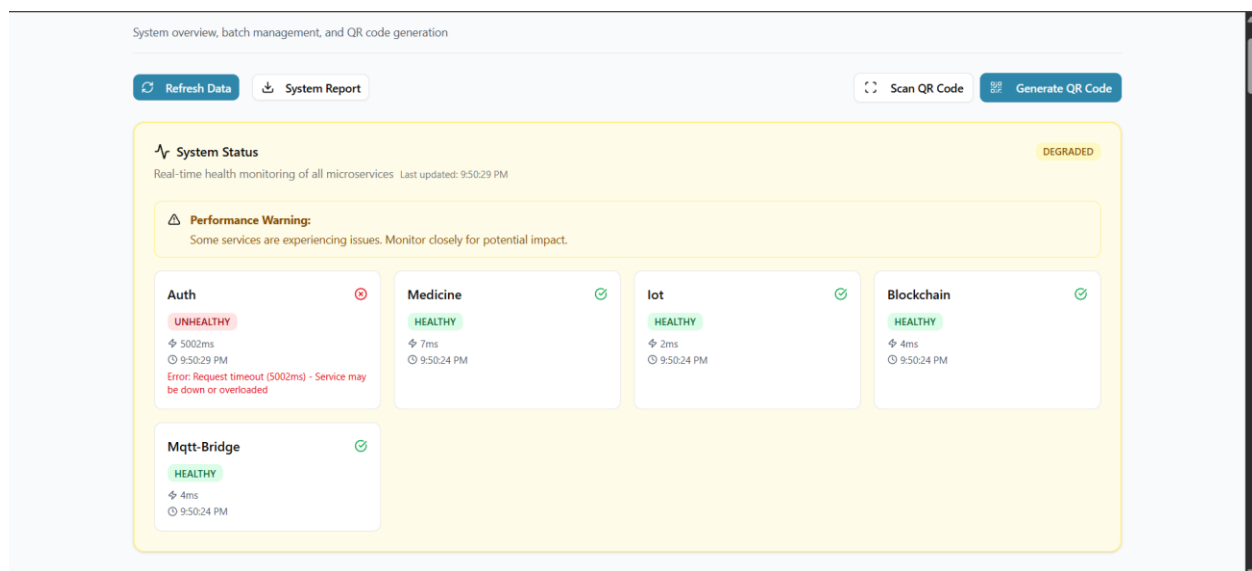 System overview, batch management, and QR code generation
Refresh Data
System Report
Scan QR Code
Generate QR Code
System Status
DEGRADED
Real-time health monitoring of all microservices Last updated: 9:50:29 PM
Performance Warning:
Some services are experiencing issues. Monitor closely for potential impact.
Auth
UNHEALTHY
5002ms
9:50:29 PM
Error: Request timeout (5002ms) - Service may
be down or overloaded
Medicine
HEALTHY
7ms
9:50:24 PM
Iot
HEALTHY
2ms
9:50:24 PM
Blockchain
HEALTHY
4ms
9:50:24 PM
Mqtt-Bridge
HEALTHY
4ms
9:50:24 PM